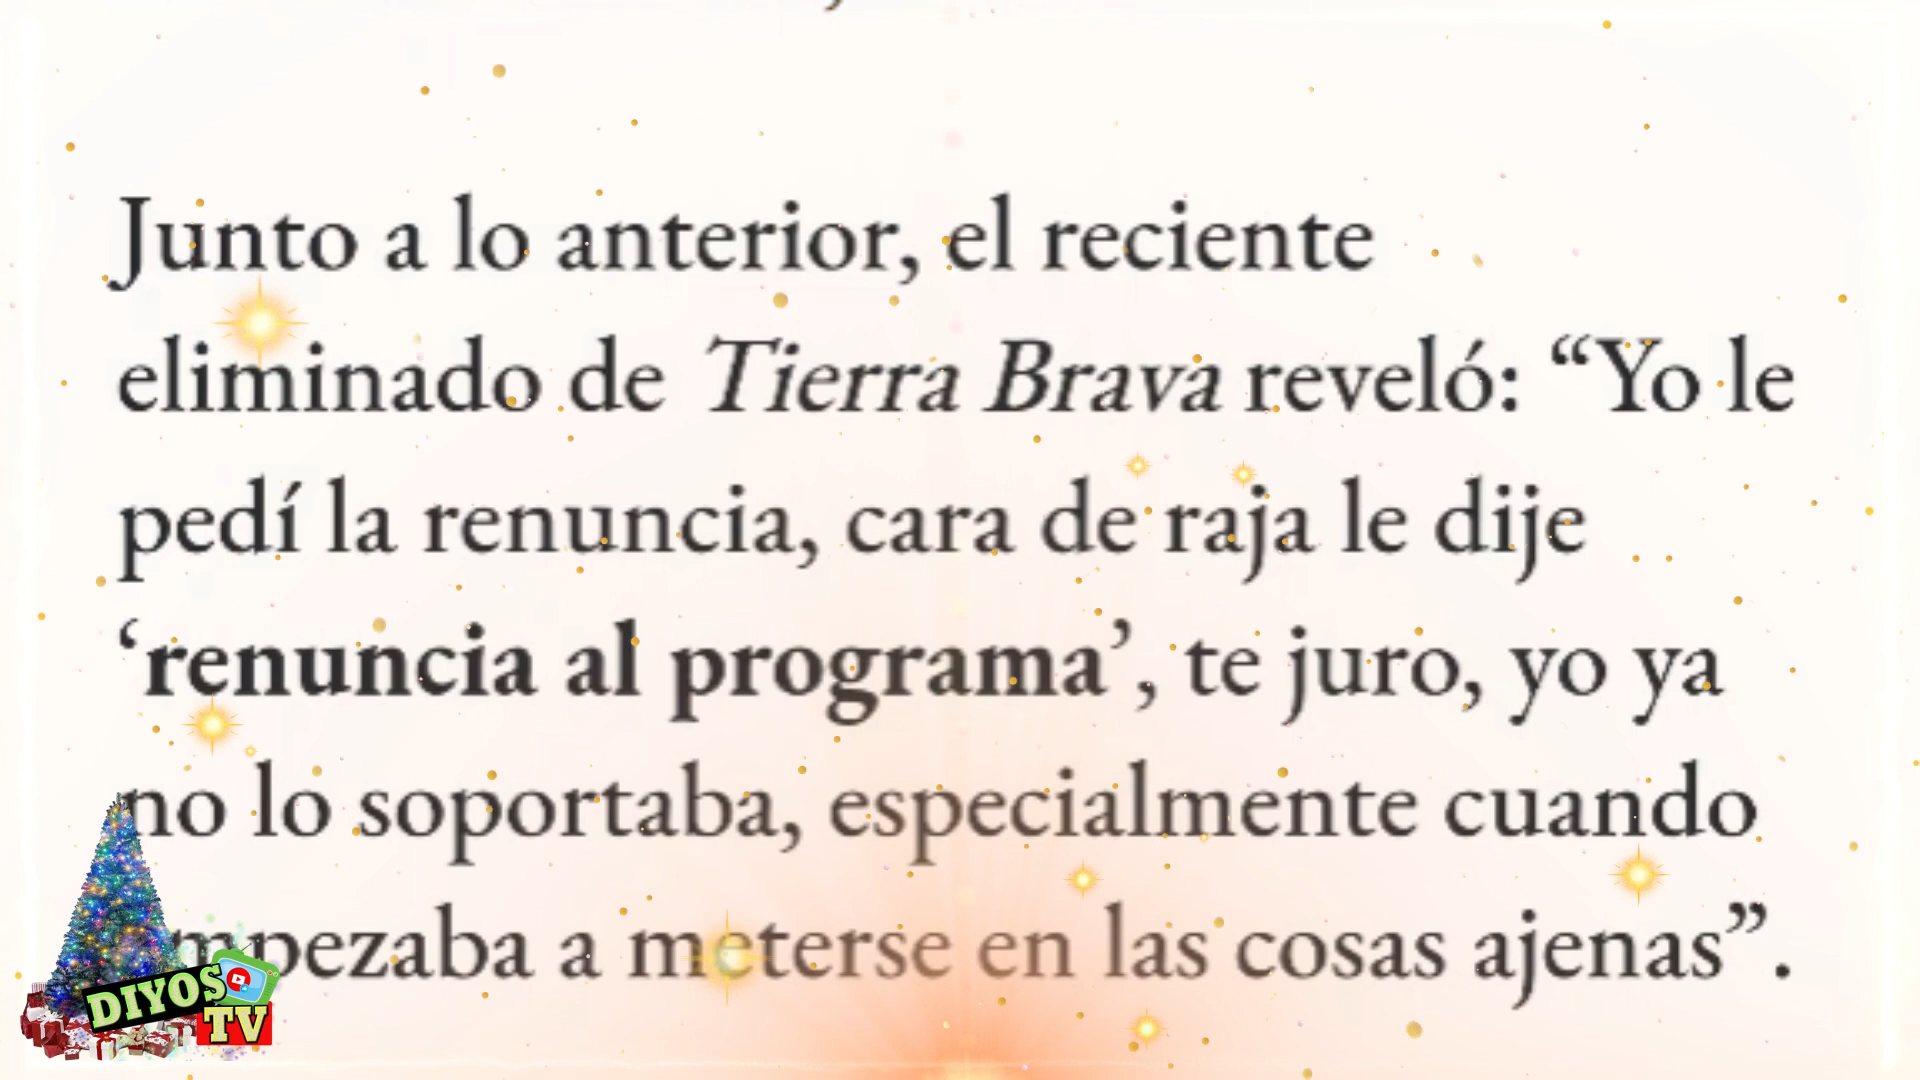 Junto a lo anterior, el reciente
eliminado de Tierra Brava reveló: “Yo le
pedí la renuncia, cara de raja le dije
‘renuncia al programa’, te juro, yo ya
no lo soportaba, especialmente cuando
mpezaba a meterse en las cosas ajenas”.
DIYOS
TV